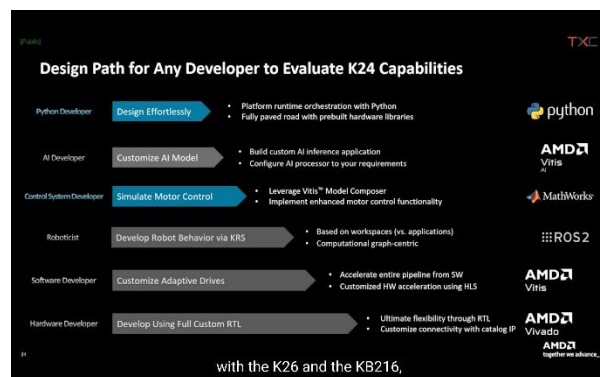 [Public]
TXC
Design Path for Any Developer to Evaluate K24 Capabilities
Python Developer
Design Effortlessly
• Platform runtime orchestration with Python
• Fully paved road with prebuilt hardware libraries
python
AI Developer
Customize AI Model
• Build custom AI inference application
• Configure AI processor to your requirements
AMD
Vitis
AI
Control System Developer
Simulate Motor Control
• Leverage Vitis™ Model Composer
• Implement enhanced motor control functionality
MathWorks®
Roboticist
Develop Robot Behavior via KRS
• Based on workspaces (vs. applications)
• Computational graph-centric
ROS2
Software Developer
Customize Adaptive Drives
• Accelerate entire pipeline from SW
• Customized HW acceleration using HLS
AMD
Vitis
Hardware Developer
Develop Using Full Custom RTL
• Ultimate flexibility through RTL
• Customize connectivity with catalog IP
AMD
Vivado
AMD
together we advance_
with the K26 and the KB216,